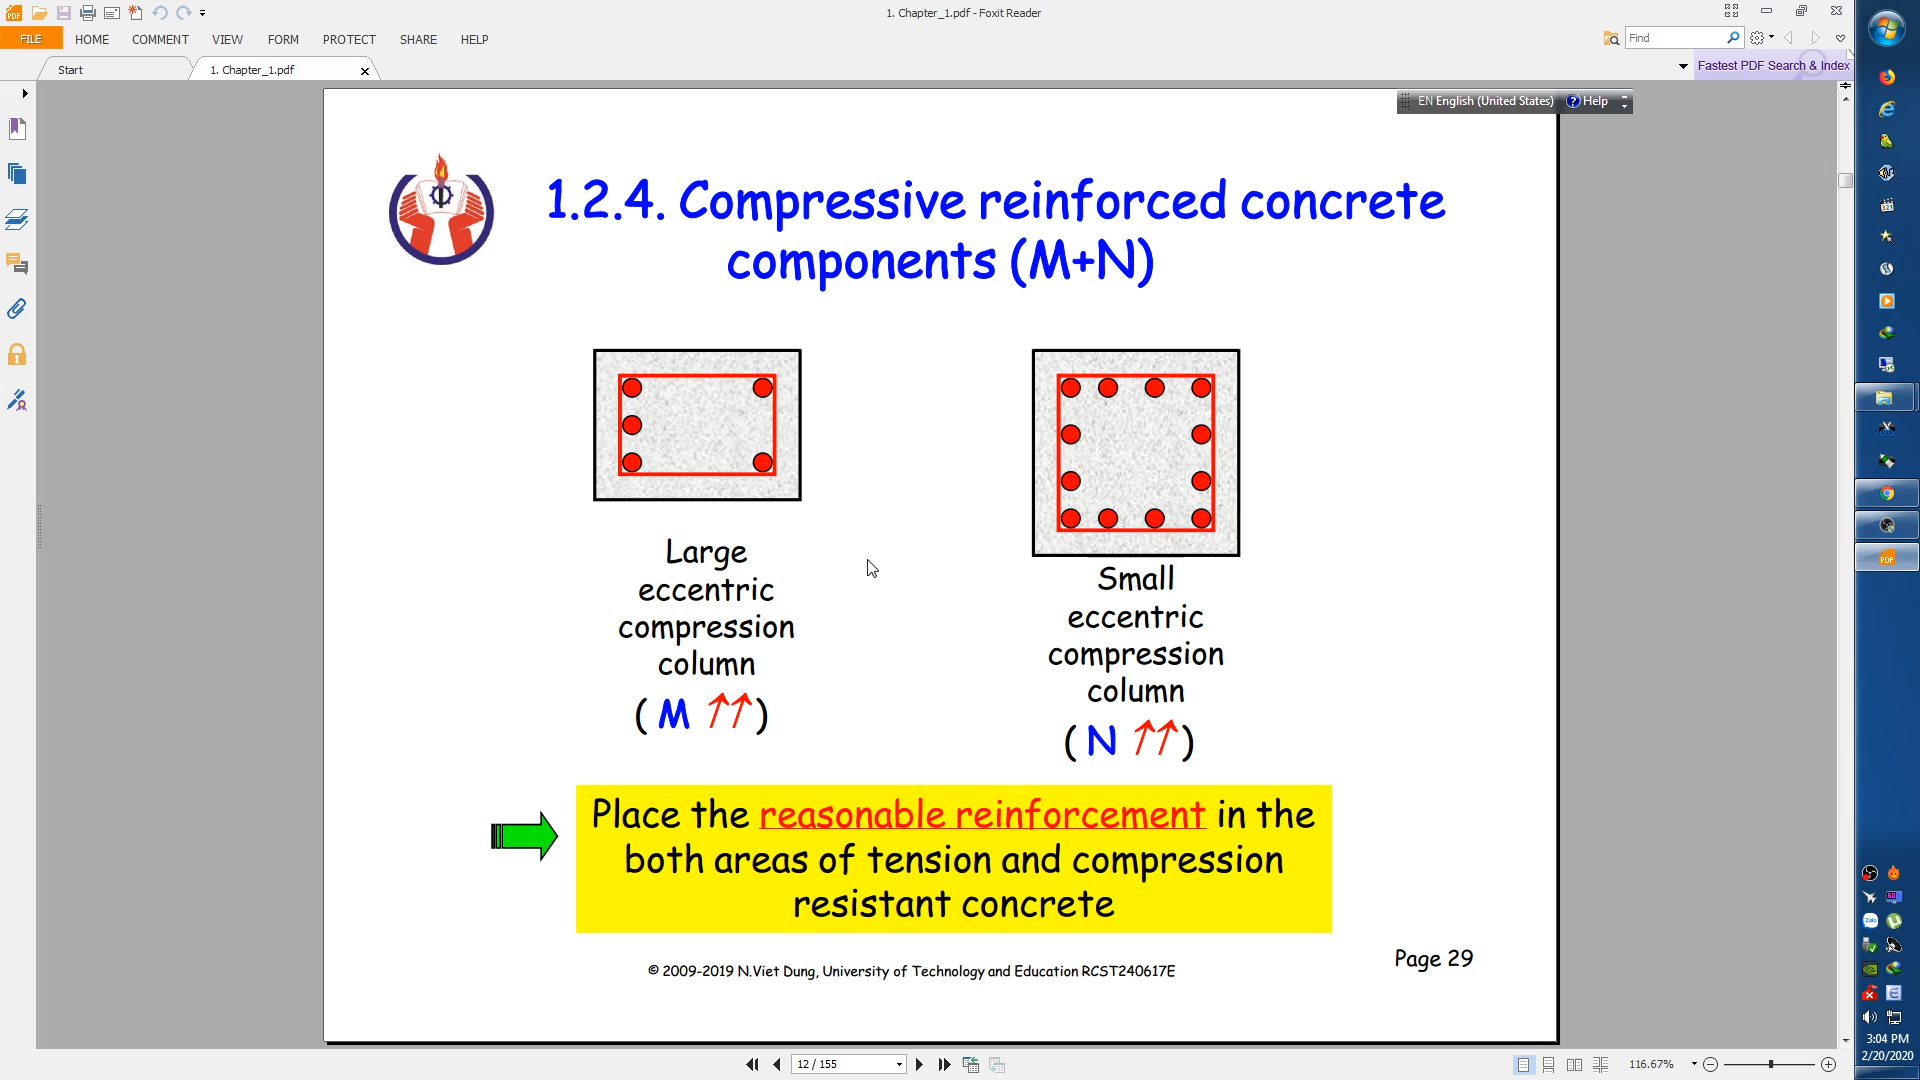 1. Chapter_1.pdf - Foxit Reader
FILE HOME COMMENT VIEW FORM PROTECT SHARE HELP
Find
Start
1. Chapter_1.pdf
Fastest PDF Search & Index
EN English (United States) Help
1.2.4. Compressive reinforced concrete
components (M+N)
Large
eccentric
compression
column
( M ↑↑)
Small
eccentric
compression
column
( N ↑↑)
Place the reasonable reinforcement in the
both areas of tension and compression
resistant concrete
Page 29
© 2009-2019 N.Viet Dung, University of Technology and Education RCST240617E
12 / 155
116.67%
3:04 PM
2/20/2020